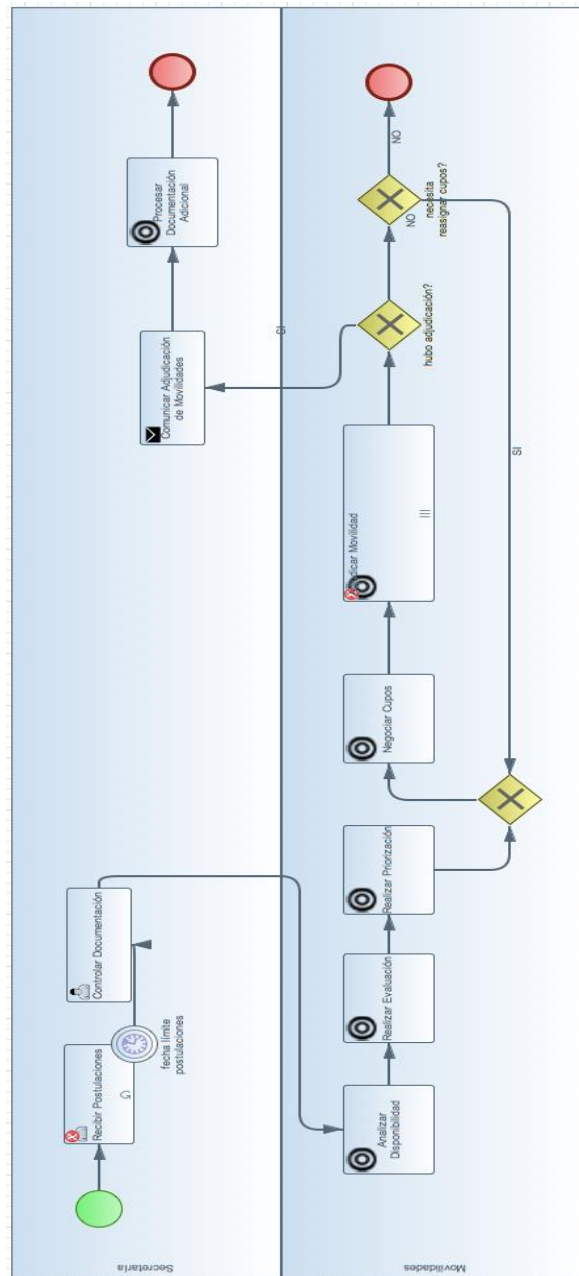 Secretaría
Recibir Postulaciones
fecha límite
postulaciones
Controlar Documentación
Comunicar Adjudicación
de Movilidades
Procesar
Documentación
Adicional
Movilidades
Analizar
Disponibilidad
Realizar Evaluación
Realizar Priorización
Negociar Cupos
Movilidad
hubo adjudicación?
NO
necesita
reasignar cupos?
NO
SI